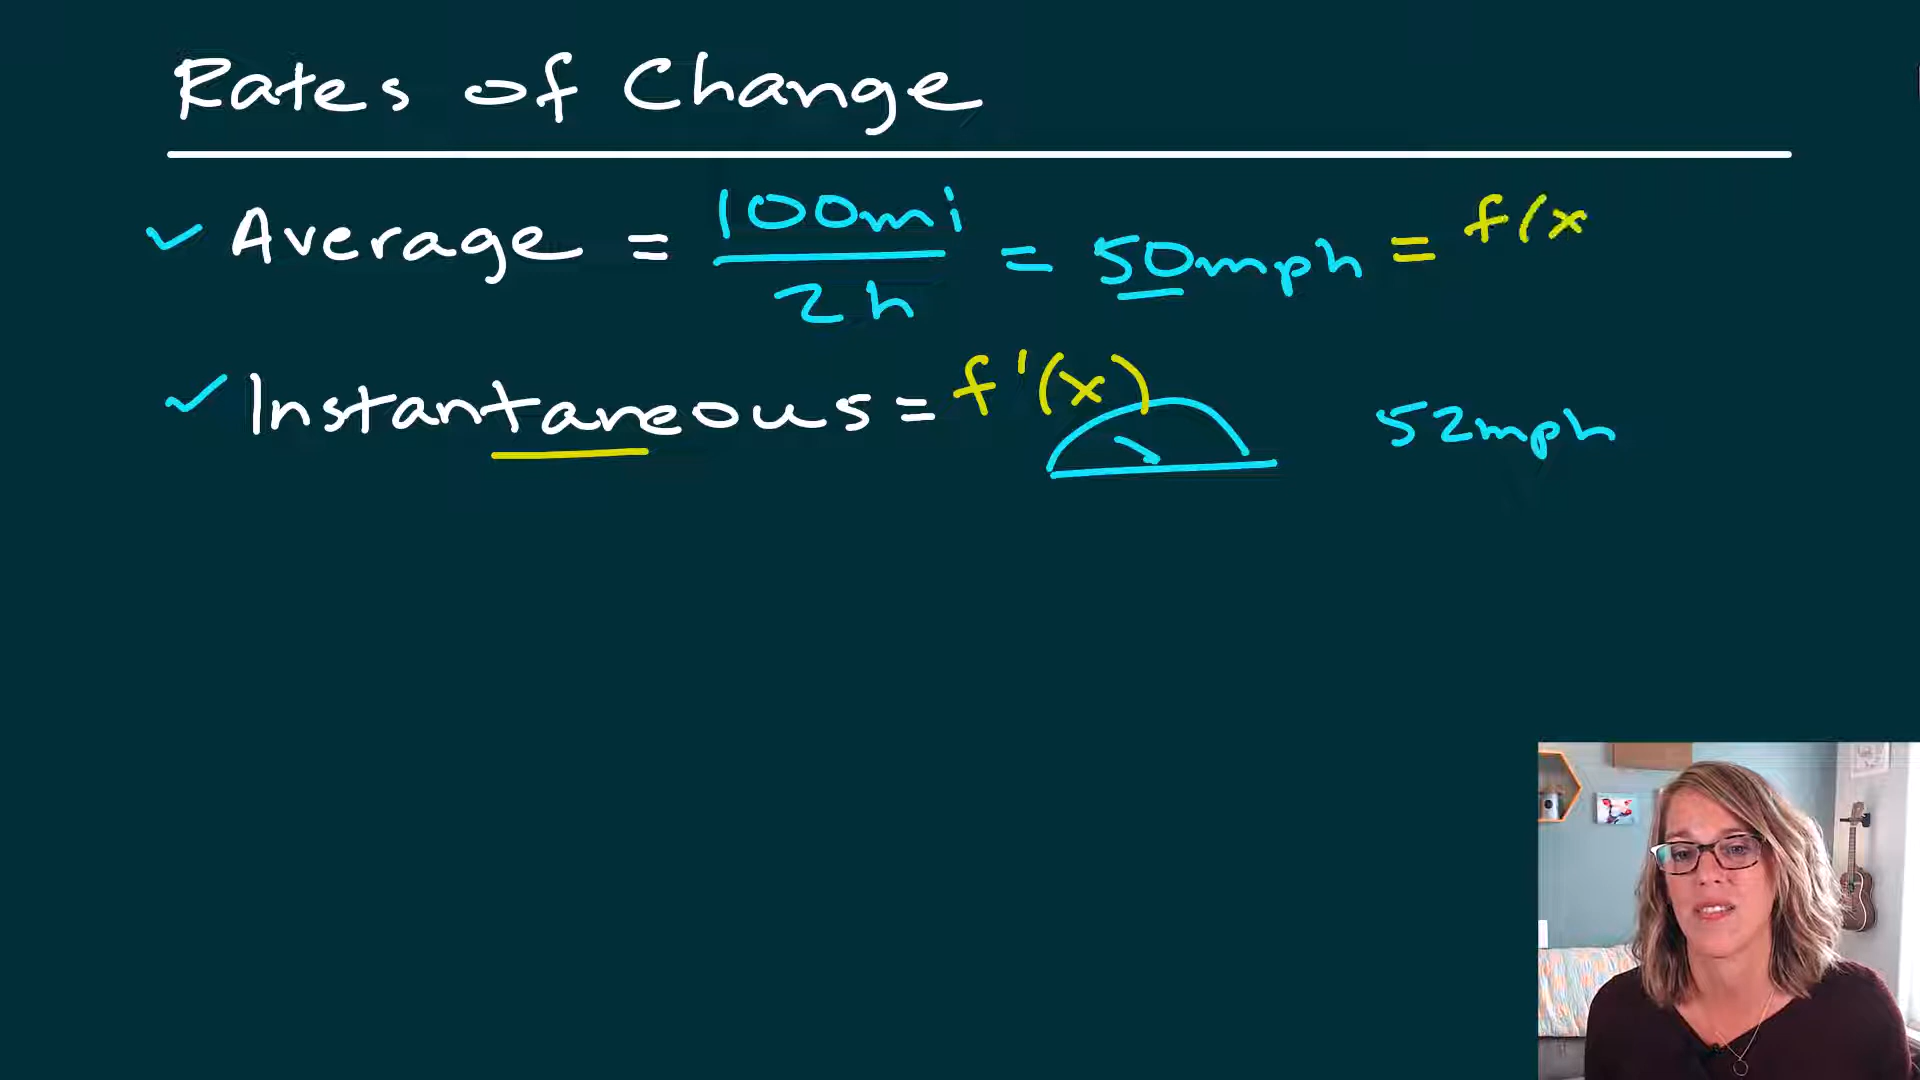 Rates of Change
✓ Average = 100mi / 2h = 50mph = f(x
✓ Instantaneous = f'(x) 52mph